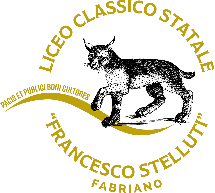 LICEO CLASSICO STATALE
PACIS ET PUBLICI BONI CULTORES
"FRANCESCO STELLUTI"
FABRIANO